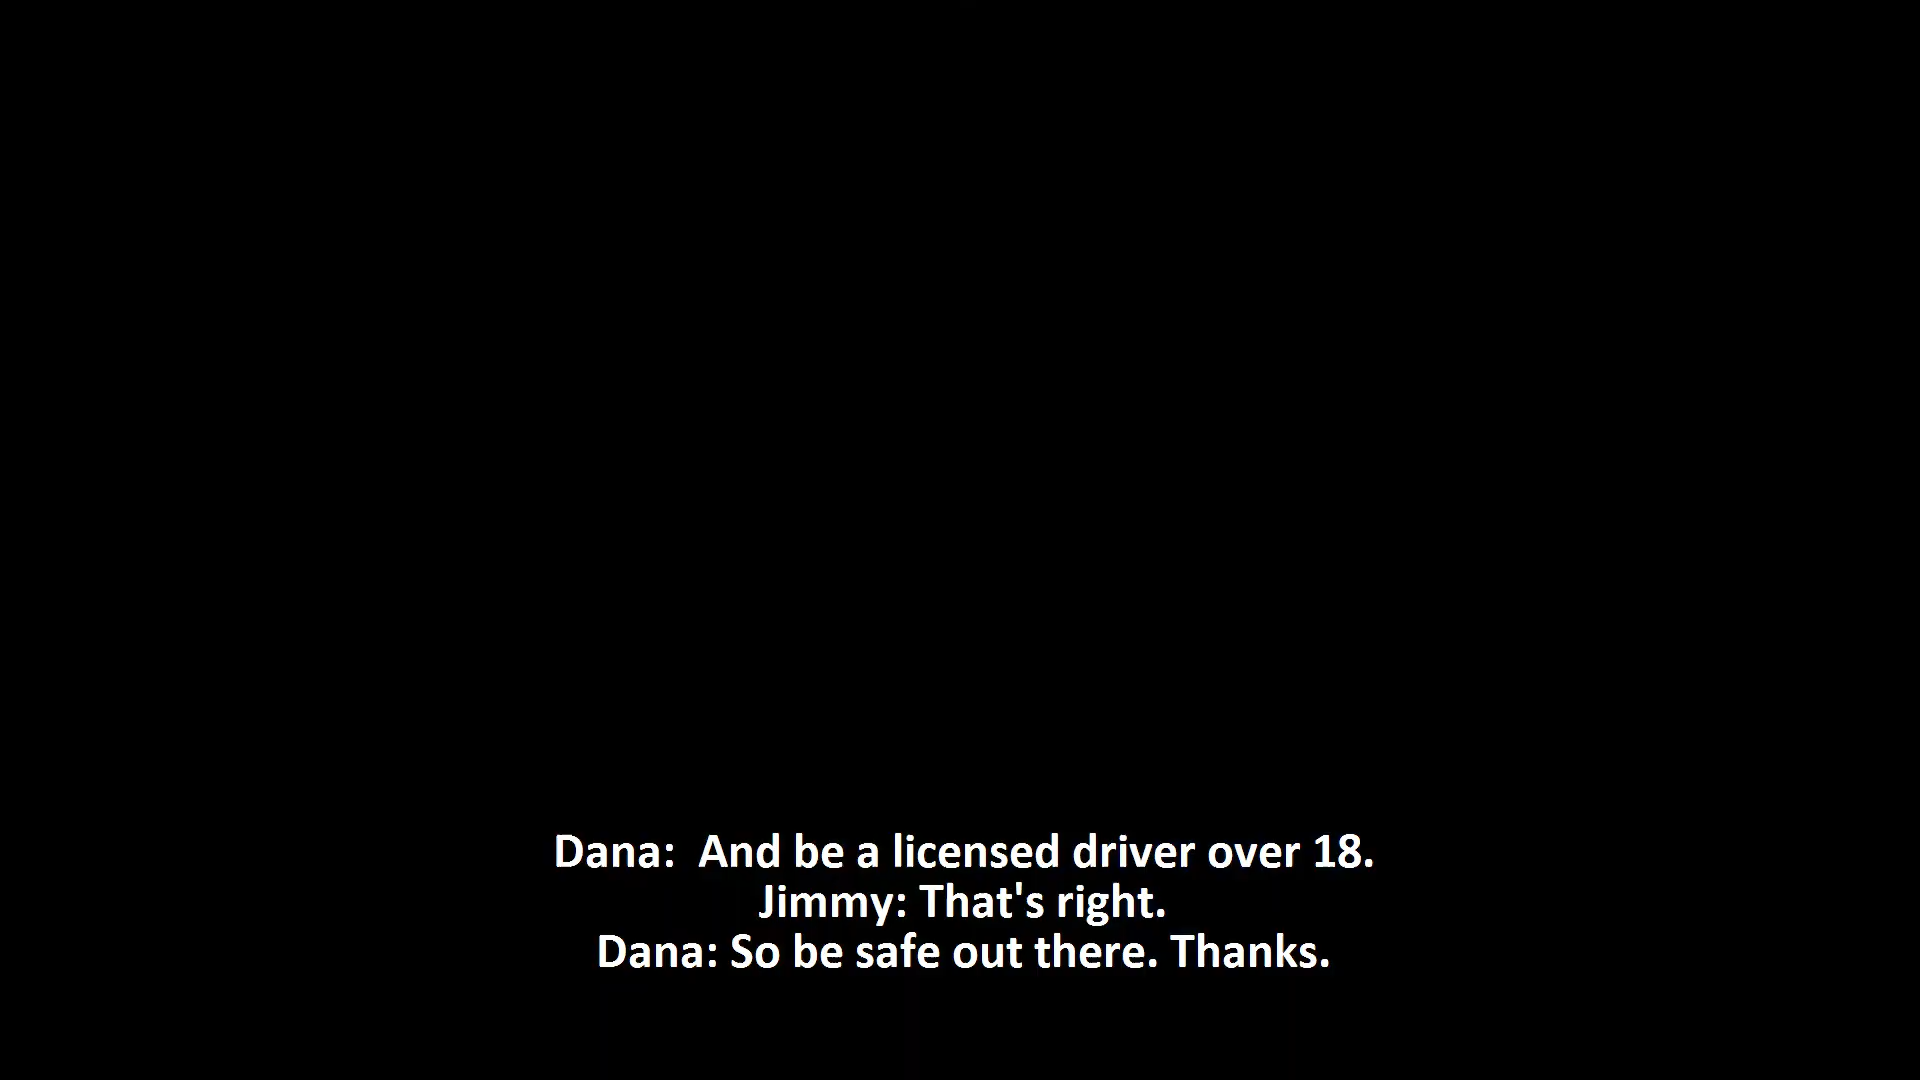 Dana:  And be a licensed driver over 18.
Jimmy: That's right.
Dana: So be safe out there. Thanks.